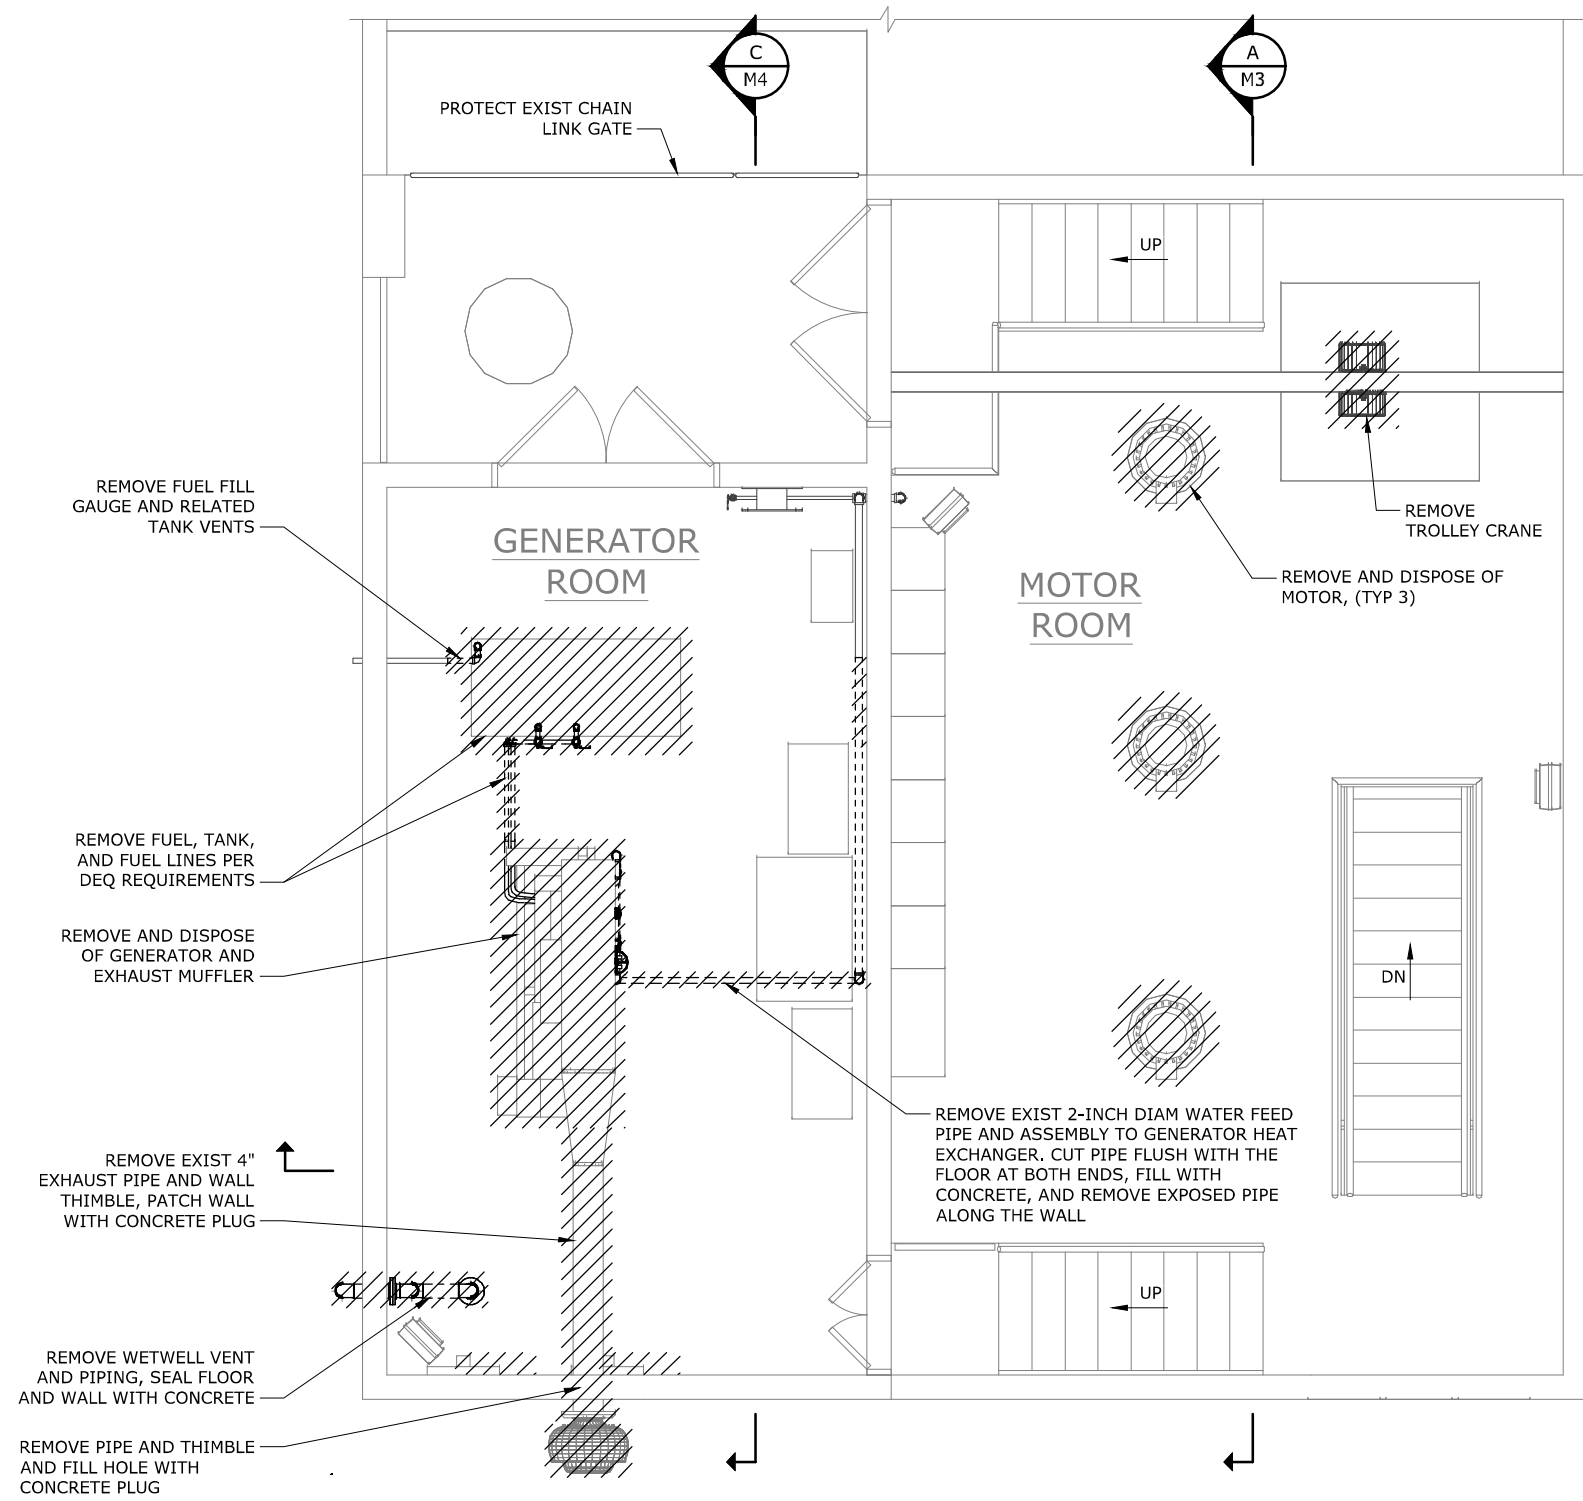 C
M4
A
M3
PROTECT EXIST CHAIN
LINK GATE
UP
REMOVE FUEL FILL
GAUGE AND RELATED
TANK VENTS
GENERATOR
ROOM
REMOVE
TROLLEY CRANE
MOTOR
ROOM
REMOVE AND DISPOSE OF
MOTOR, (TYP 3)
REMOVE FUEL, TANK,
AND FUEL LINES PER
DEQ REQUIREMENTS
REMOVE AND DISPOSE
OF GENERATOR AND
EXHAUST MUFFLER
DN
REMOVE EXIST 2-INCH DIAM WATER FEED
PIPE AND ASSEMBLY TO GENERATOR HEAT
EXCHANGER. CUT PIPE FLUSH WITH THE
FLOOR AT BOTH ENDS, FILL WITH
CONCRETE, AND REMOVE EXPOSED PIPE
ALONG THE WALL
REMOVE EXIST 4"
EXHAUST PIPE AND WALL
THIMBLE, PATCH WALL
WITH CONCRETE PLUG
UP
REMOVE WETWELL VENT
AND PIPING, SEAL FLOOR
AND WALL WITH CONCRETE
REMOVE PIPE AND THIMBLE
AND FILL HOLE WITH
CONCRETE PLUG